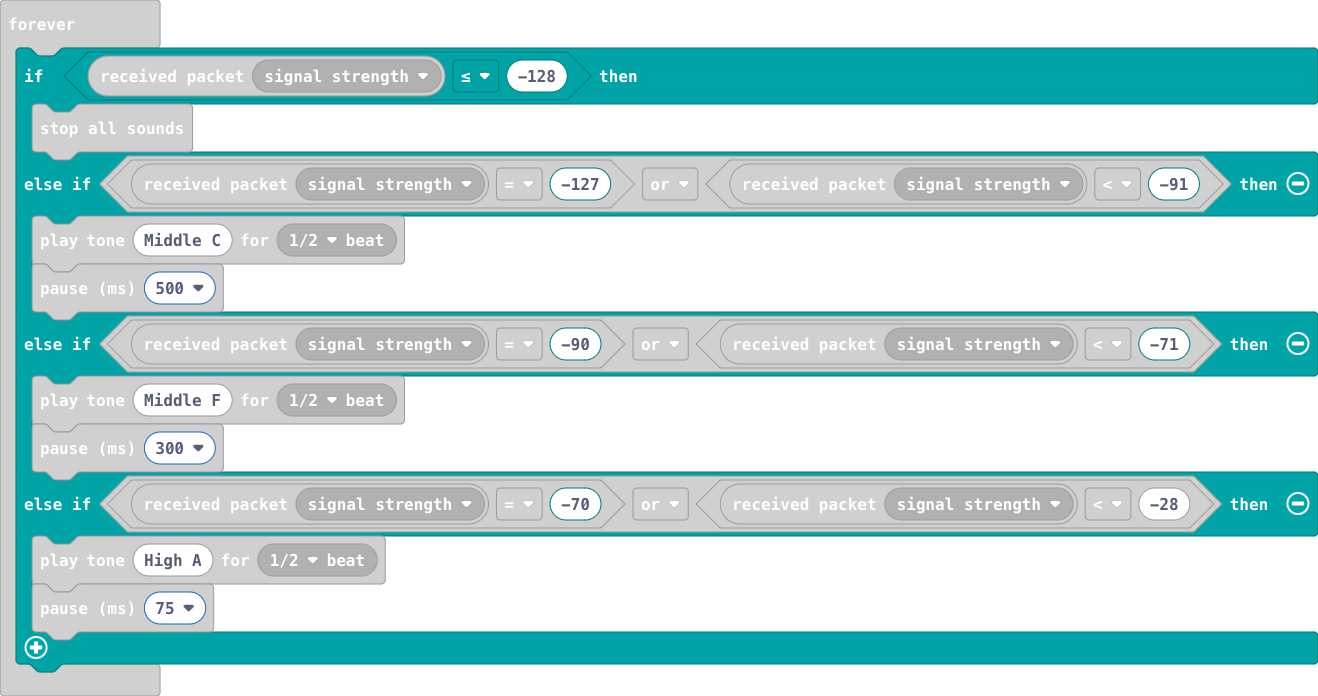 forever
if received packet signal strength ≤ -128 then
stop all sounds
else if received packet signal strength = -127 or received packet signal strength < -91 then
play tone Middle C for 1/2 beat
pause (ms) 500
else if received packet signal strength = -90 or received packet signal strength < -71 then
play tone Middle F for 1/2 beat
pause (ms) 300
else if received packet signal strength = -70 or received packet signal strength < -28 then
play tone High A for 1/2 beat
pause (ms) 75